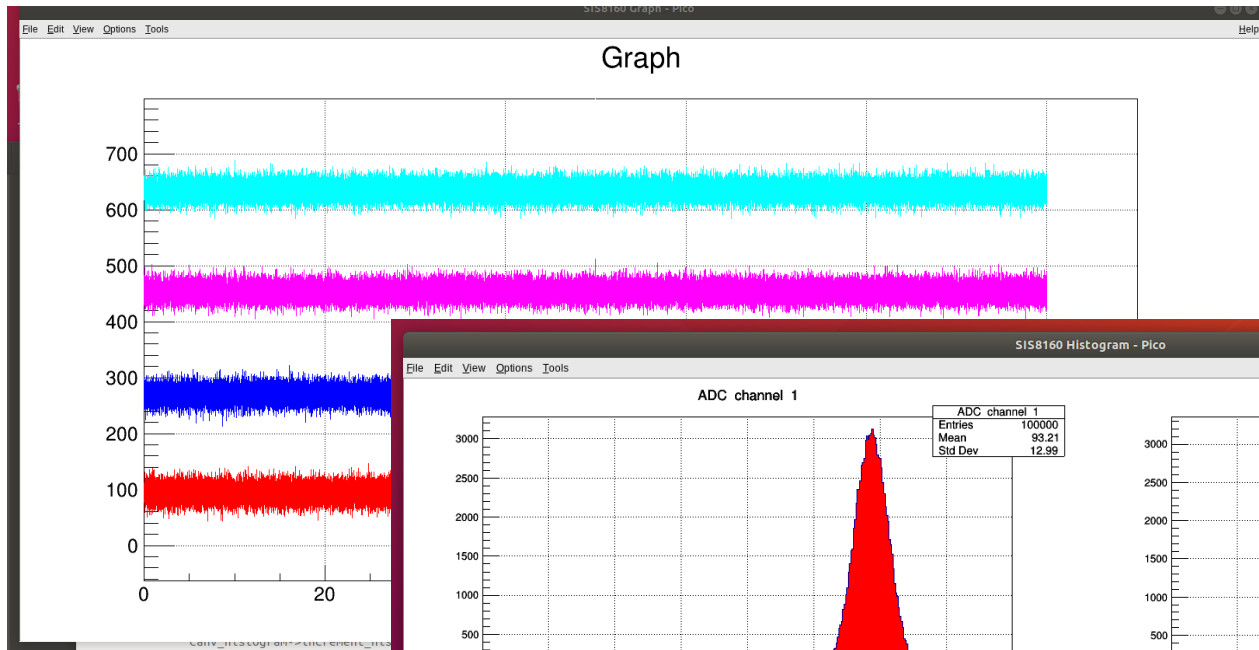 SIS8160 Graph - Pico
File Edit View Options Tools Help
Graph
700
600
500
400
300
200
100
0
0 20
SIS8160 Histogram - Pico
File Edit View Options Tools
ADC channel 1
ADC channel 1
Entries 100000
Mean 93.21
Std Dev 12.99
3000
2500
2000
1500
1000
500
3000
2500
2000
1500
1000
500